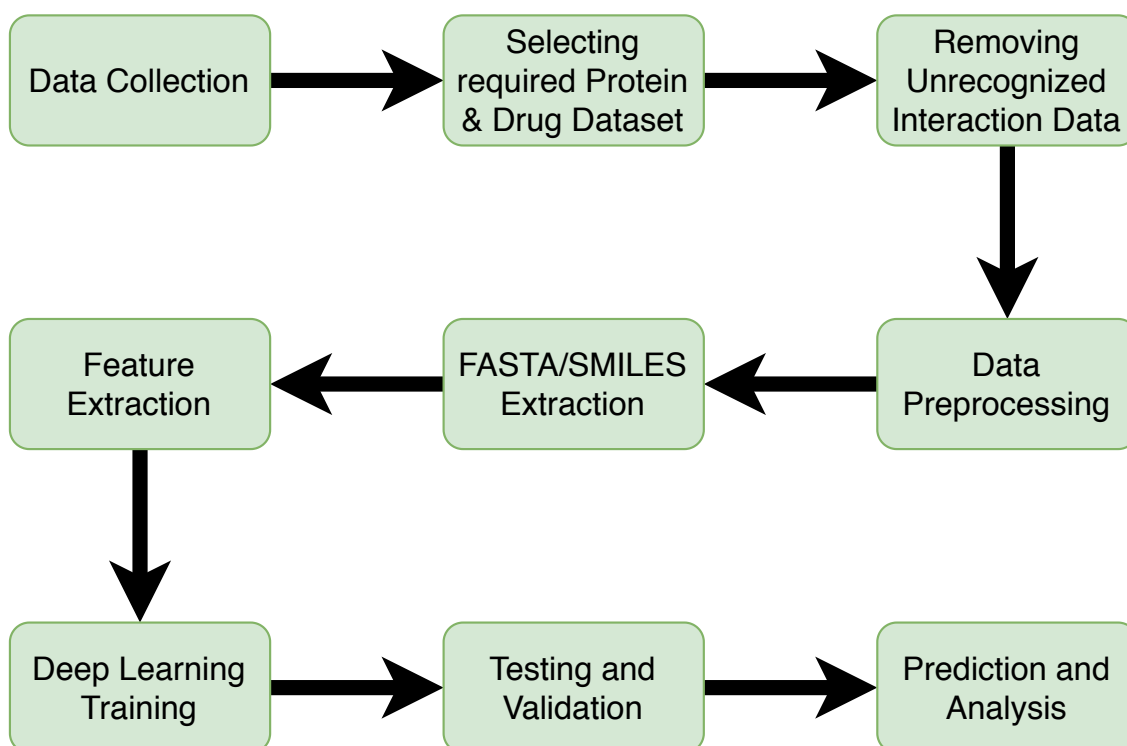 Data Collection
Selecting
required Protein
& Drug Dataset
Removing
Unrecognized
Interaction Data
Feature
Extraction
FASTA/SMILES
Extraction
Data
Preprocessing
Deep Learning
Training
Testing and
Validation
Prediction and
Analysis